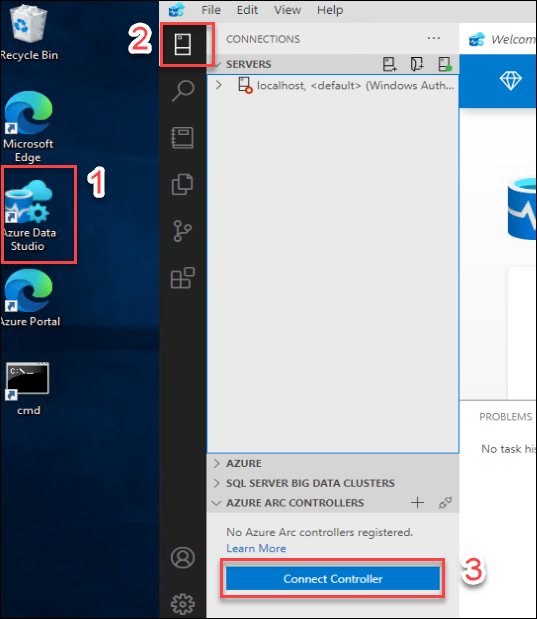 Recycle Bin
Microsoft
Edge
1
Azure Data
Studio
Azure Portal
C:\._
cmd
2
File Edit View Help
CONNECTIONS
...
Welcome
SERVERS
localhost, <default> (Windows Auth...
AZURE
SQL SERVER BIG DATA CLUSTERS
AZURE ARC CONTROLLERS
No Azure Arc controllers registered.
Learn More
Connect Controller
3
PROBLEMS
No task his